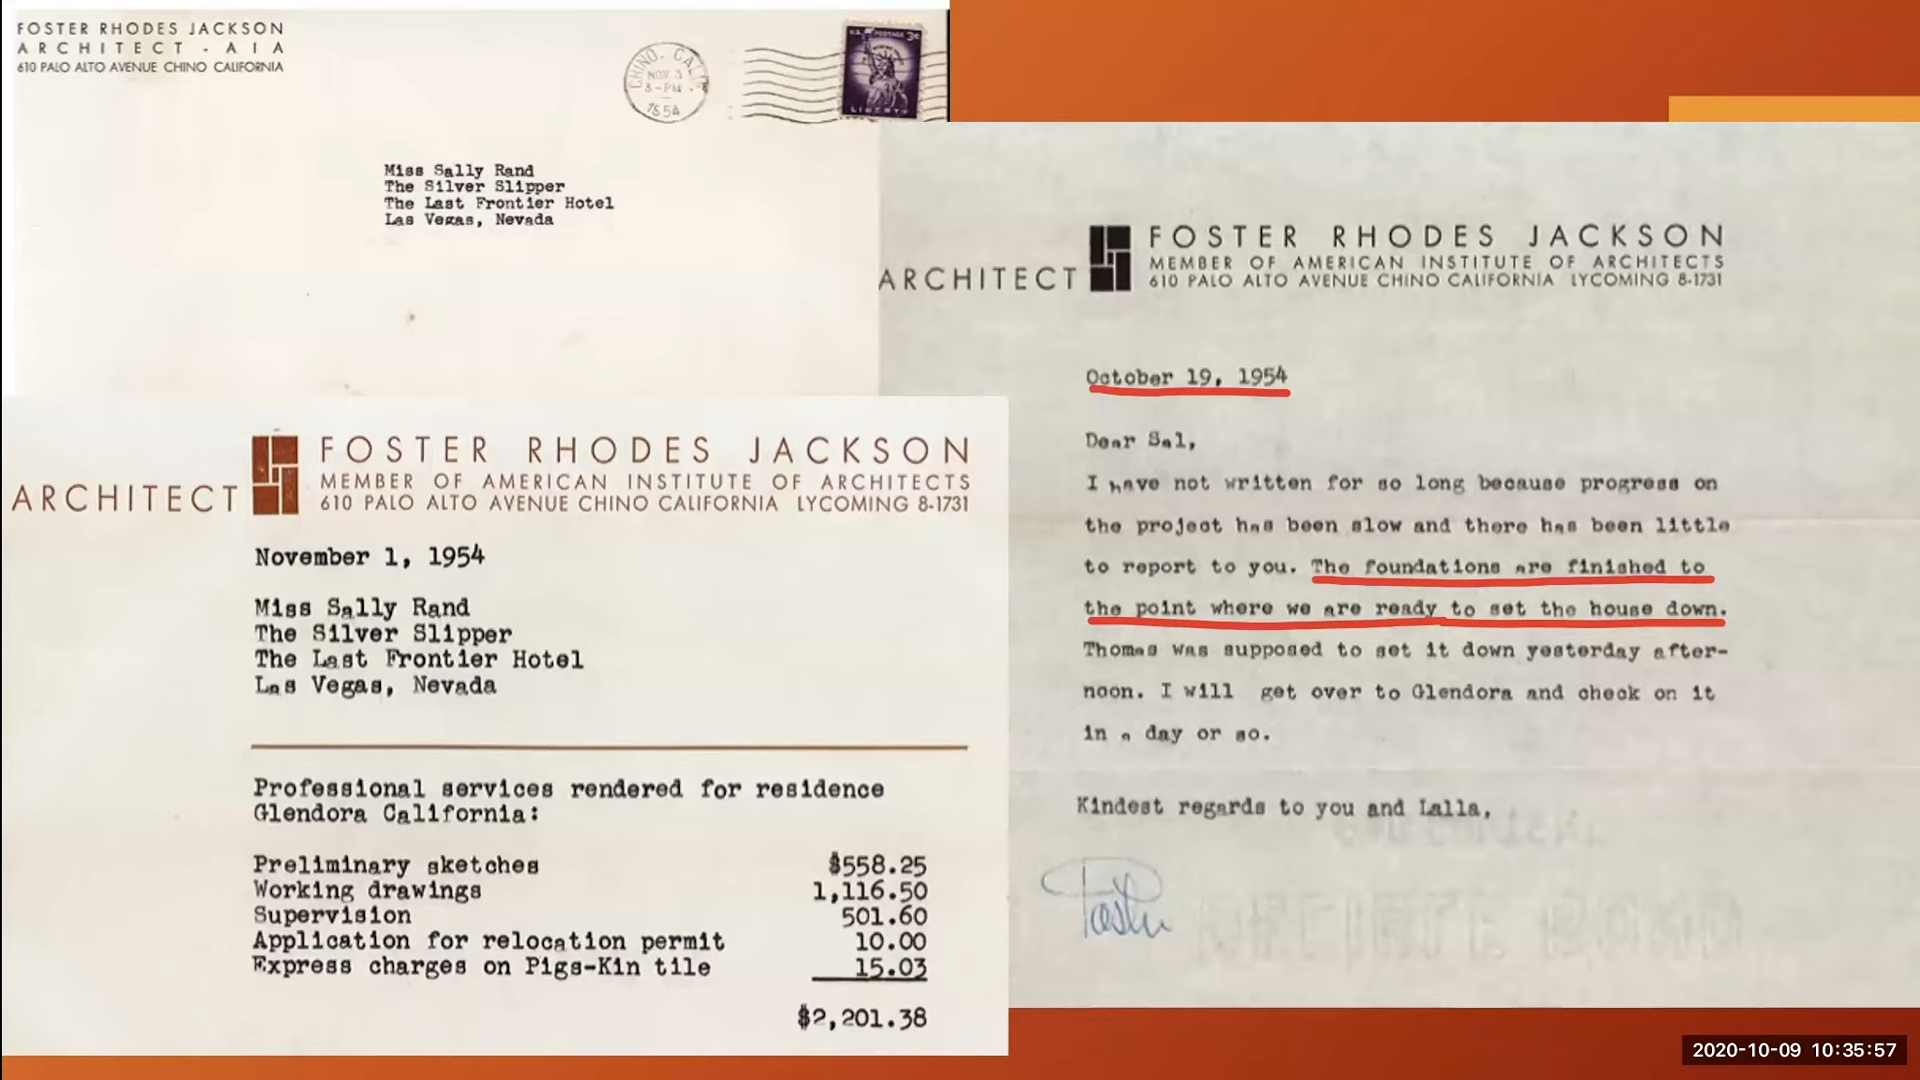 FOSTER RHODES JACKSON
ARCHITECT - AIA
610 PALO ALTO AVENUE CHINO CALIFORNIA
CHINO, CALIF.
NOV 3
3-PM
1954
U.S. POSTAGE 3¢
LIBERTY
Miss Sally Rand
The Silver Slipper
The Last Frontier Hotel
Las Vegas, Nevada
ARCHITECT
FOSTER RHODES JACKSON
MEMBER OF AMERICAN INSTITUTE OF ARCHITECTS
610 PALO ALTO AVENUE CHINO CALIFORNIA LYCOMING 8-1731
November 1, 1954
Miss Sally Rand
The Silver Slipper
The Last Frontier Hotel
Las Vegas, Nevada
Professional services rendered for residence
Glendora California:
Preliminary sketches $558.25
Working drawings 1,116.50
Supervision 501.60
Application for relocation permit 10.00
Express charges on Pigs-Kin tile 15.03
$2,201.38
ARCHITECT
FOSTER RHODES JACKSON
MEMBER OF AMERICAN INSTITUTE OF ARCHITECTS
610 PALO ALTO AVENUE CHINO CALIFORNIA LYCOMING 8-1731
October 19, 1954
Dear Sal,
I have not written for so long because progress on
the project has been slow and there has been little
to report to you. The foundations are finished to
the point where we are ready to set the house down.
Thomas was supposed to set it down yesterday after-
noon. I will get over to Glendora and check on it
in a day or so.
Kindest regards to you and Lalla,
2020-10-09 10:35:57